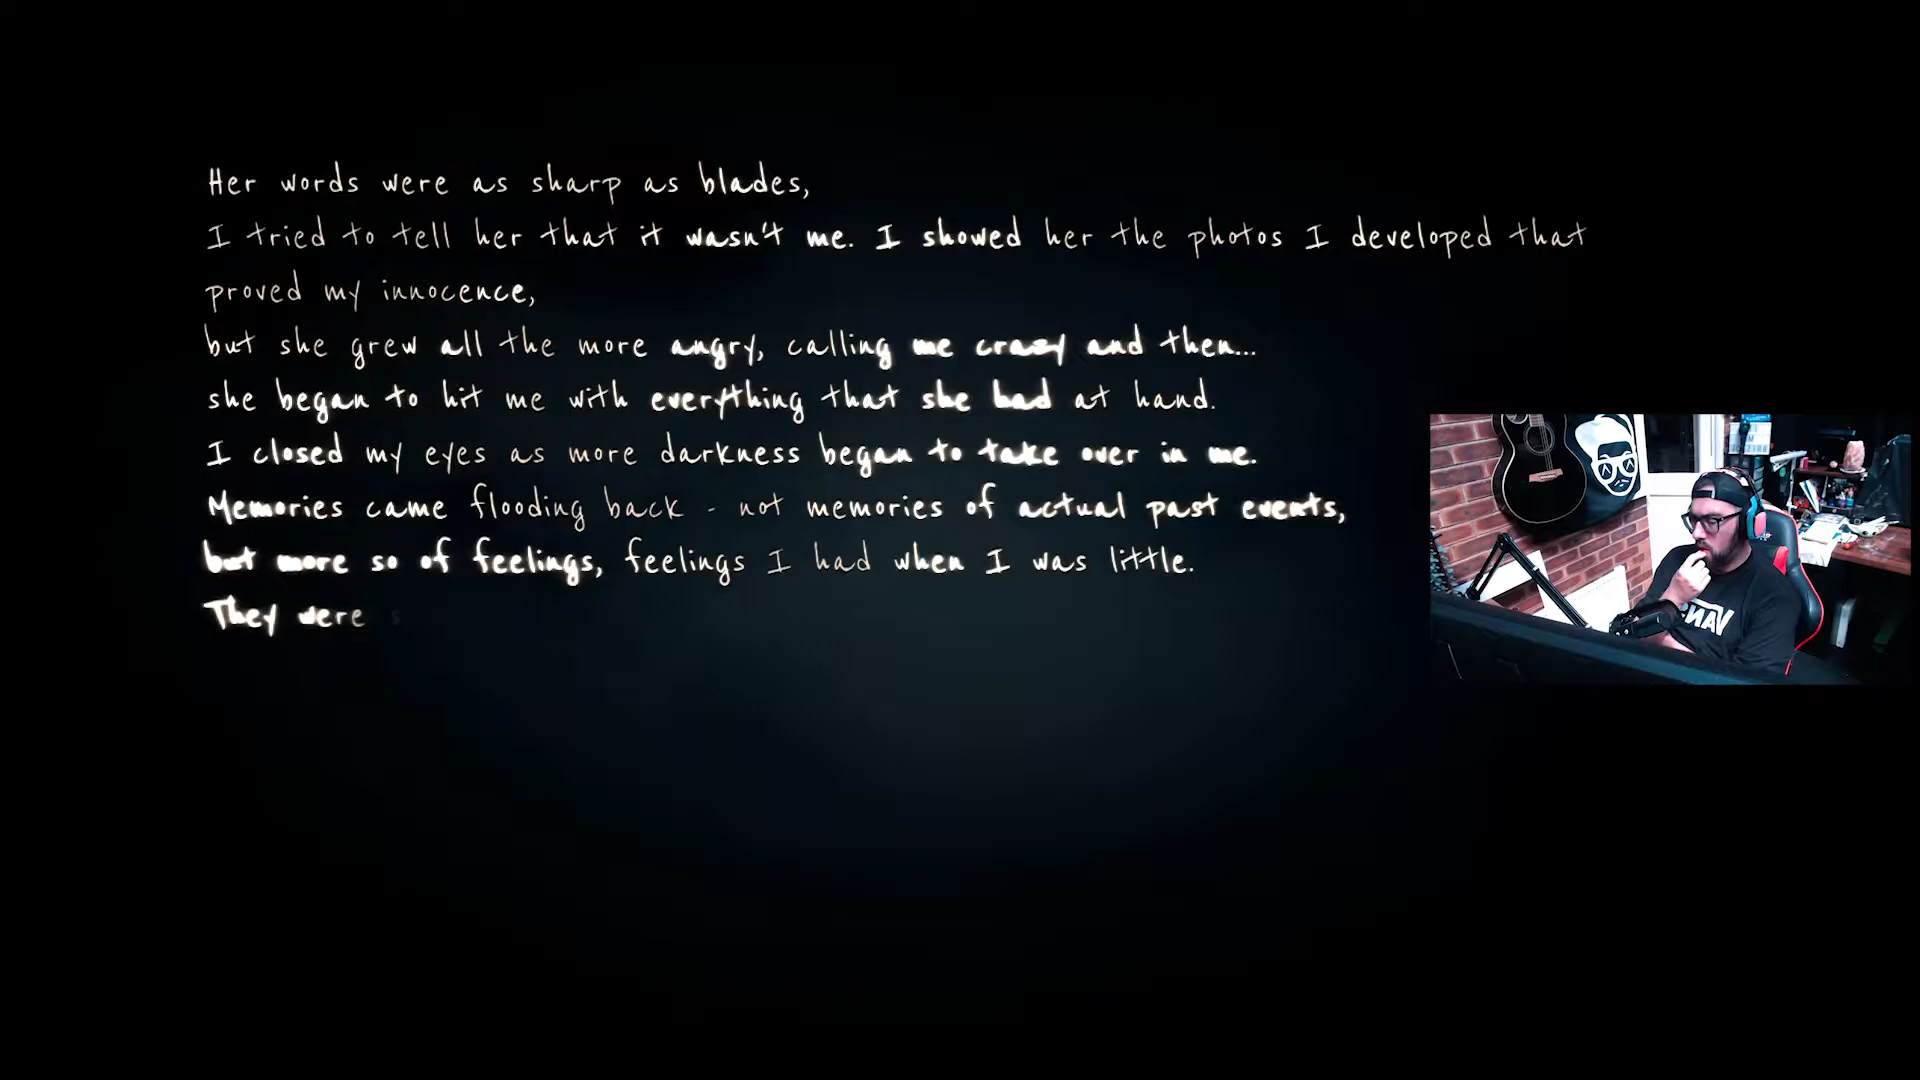 Her words were as sharp as blades,
I tried to tell her that it wasn't me. I showed her the photos I developed that
proved my innocence,
but she grew all the more angry, calling me crazy and then...
she began to hit me with everything that she had at hand.
I closed my eyes as more darkness began to take over in me.
Memories came flooding back - not memories of actual past events,
but more so of feelings, feelings I had when I was little.
They were
VANS